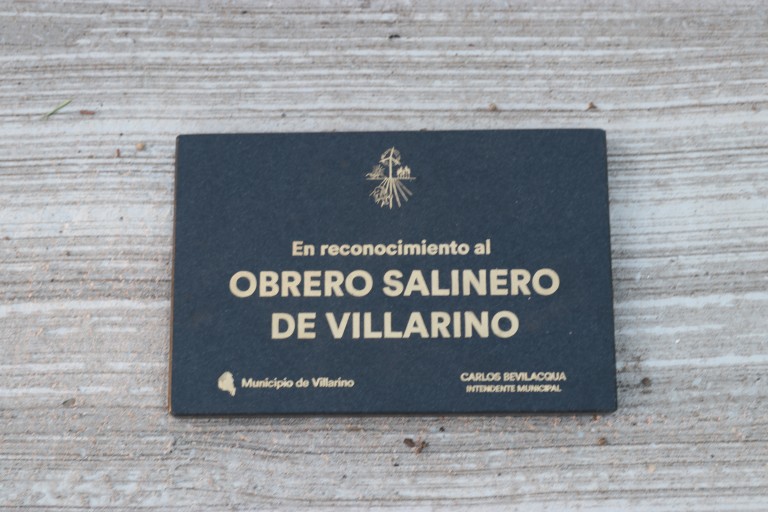 En reconocimiento al
OBRERO SALINERO
DE VILLARINO
Municipio de Villarino
CARLOS BEVILACQUA
INTENDENTE MUNICIPAL